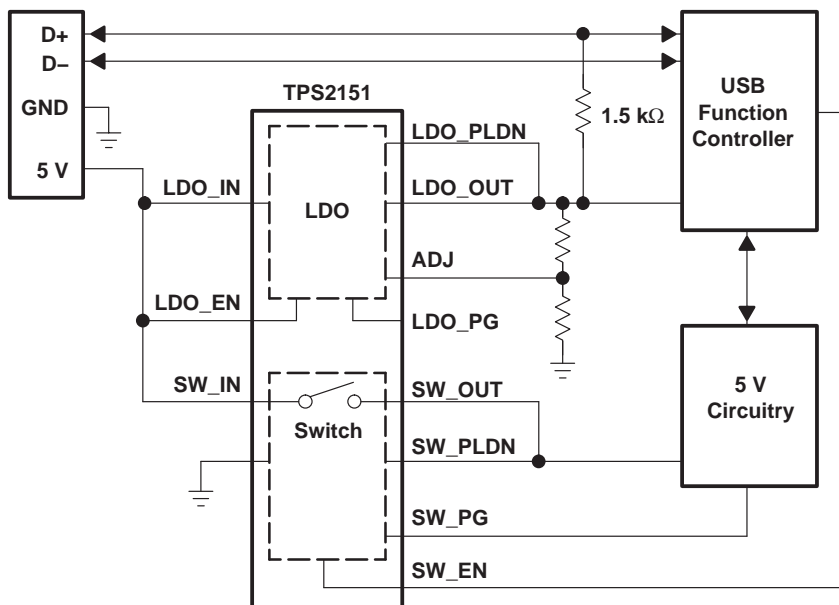 D+
D–
GND
5 V
TPS2151
LDO_IN
LDO_EN
SW_IN
LDO
Switch
LDO_PLDN
LDO_OUT
ADJ
LDO_PG
SW_OUT
SW_PLDN
SW_PG
SW_EN
1.5 kΩ
USB
Function
Controller
5 V
Circuitry